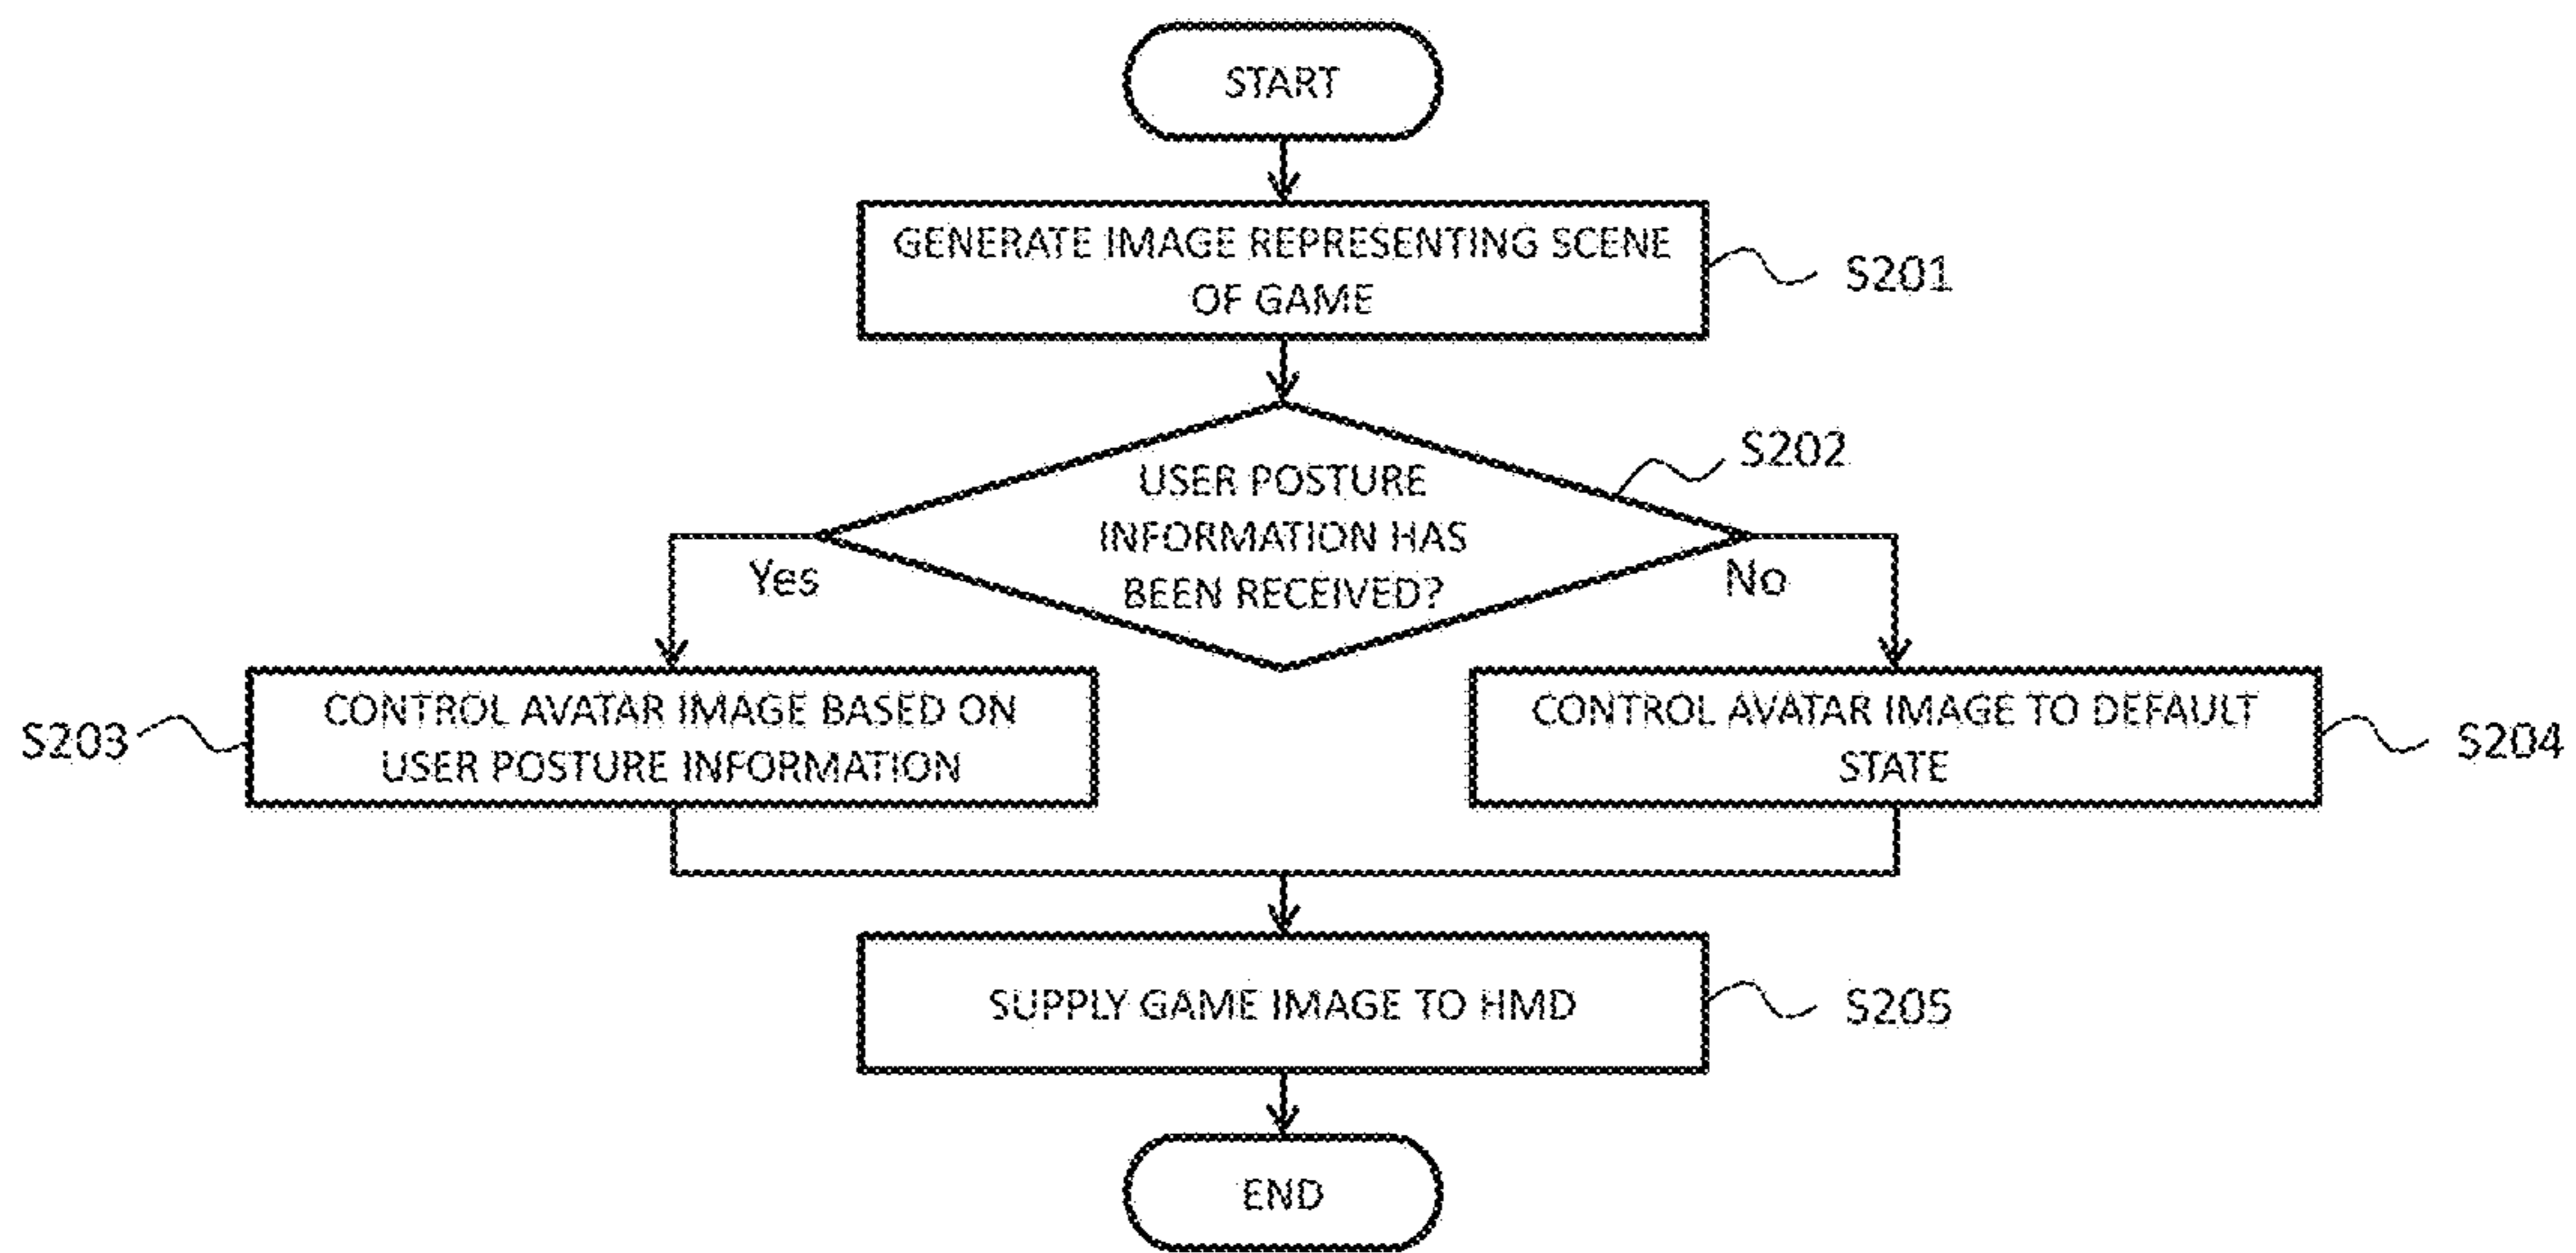 START
GENERATE IMAGE REPRESENTING SCENE
OF GAME
S201
USER POSTURE
INFORMATION HAS
BEEN RECEIVED?
S202
Yes
No
CONTROL AVATAR IMAGE BASED ON
USER POSTURE INFORMATION
S203
CONTROL AVATAR IMAGE TO DEFAULT
STATE
S204
SUPPLY GAME IMAGE TO HMD
S205
END